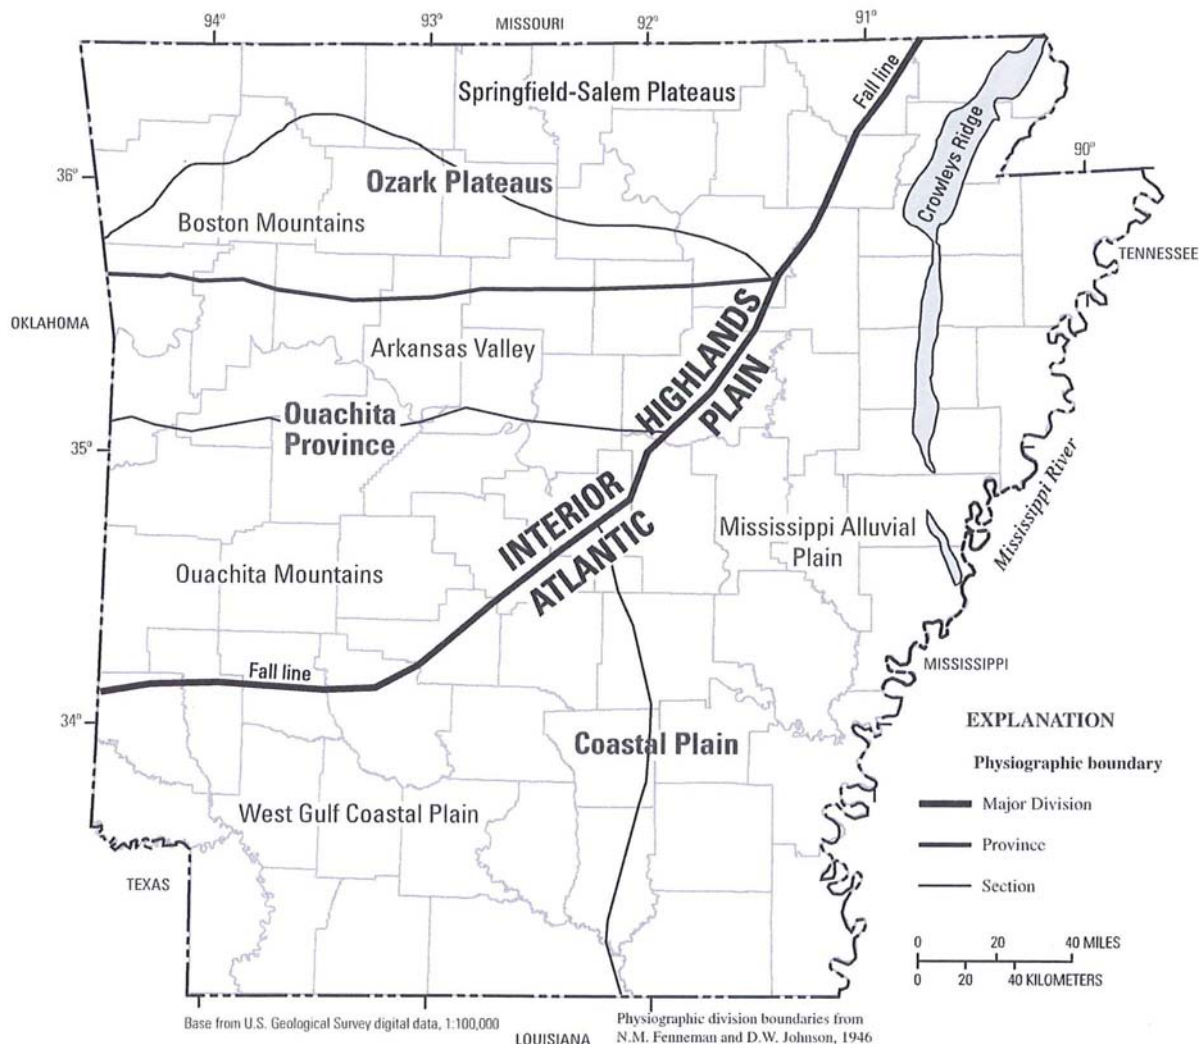 94°
93°
MISSOURI
92°
91°
Springfield-Salem Plateaus
Fall line
Crowleys Ridge
90°
36°
Ozark Plateaus
Boston Mountains
TENNESSEE
OKLAHOMA
Arkansas Valley
HIGHLANDS
PLAIN
Ouachita
Province
35°
INTERIOR
ATLANTIC
Mississippi River
Mississippi Alluvial
Plain
Ouachita Mountains
Fall line
MISSISSIPPI
34°
Coastal Plain
West Gulf Coastal Plain
TEXAS
EXPLANATION
Physiographic boundary
Major Division
Province
Section
0 20 40 MILES
0 20 40 KILOMETERS
94°
93°
92°
Base from U.S. Geological Survey digital data, 1:100,000
LOUISIANA
Physiographic division boundaries from
N.M. Fenneman and D.W. Johnson, 1946